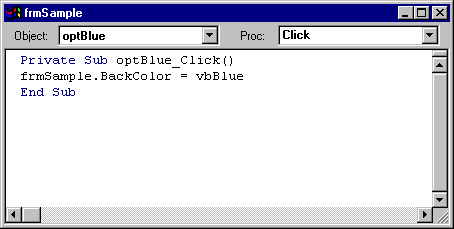 frmSample
Object: optBlue Proc: Click
Private Sub optBlue_Click()
frmSample.BackColor = vbBlue
End Sub